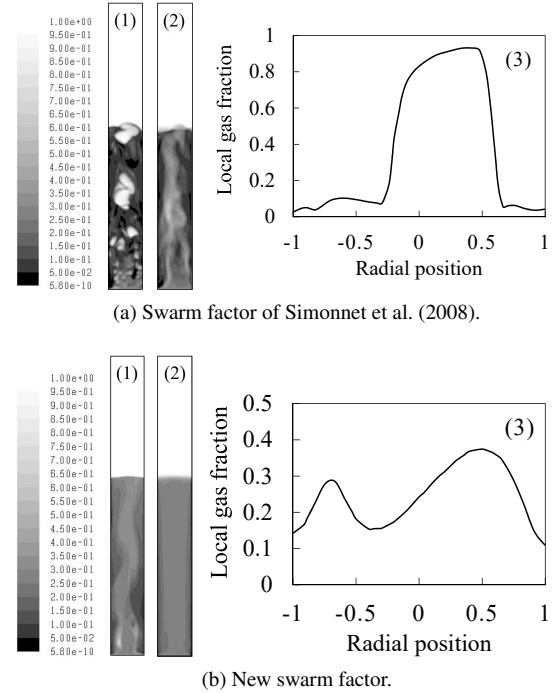 1.00e+00
9.50e-01
9.00e-01
8.50e-01
8.00e-01
7.50e-01
7.00e-01
6.50e-01
6.00e-01
5.50e-01
5.00e-01
4.50e-01
4.00e-01
3.50e-01
3.00e-01
2.50e-01
2.00e-01
1.50e-01
1.00e-01
5.00e-02
5.80e-10
(1)
(2)
Local gas fraction
1
0.8
0.6
0.4
0.2
0
(3)
-1 -0.5 0 0.5 1
Radial position
(a) Swarm factor of Simonnet et al. (2008).
1.00e+00
9.50e-01
9.00e-01
8.50e-01
8.00e-01
7.50e-01
7.00e-01
6.50e-01
6.00e-01
5.50e-01
5.00e-01
4.50e-01
4.00e-01
3.50e-01
3.00e-01
2.50e-01
2.00e-01
1.50e-01
1.00e-01
5.00e-02
5.80e-10
(1)
(2)
Local gas fraction
0.5
0.4
0.3
0.2
0.1
0
(3)
-1 -0.5 0 0.5 1
Radial position
(b) New swarm factor.